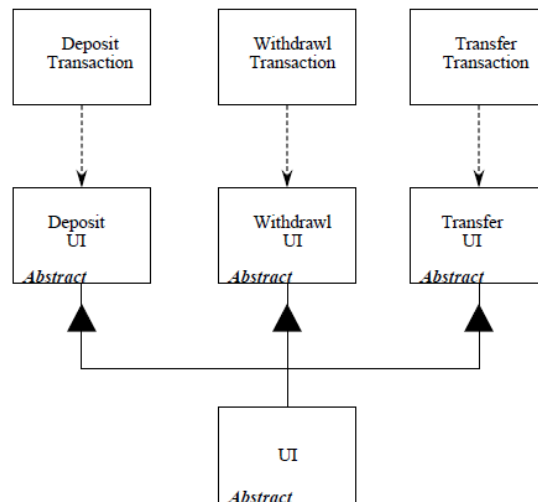 Deposit
Transaction
Withdrawl
Transaction
Transfer
Transaction
Deposit
UI
Abstract
Withdrawl
UI
Abstract
Transfer
UI
Abstract
UI
Abstract